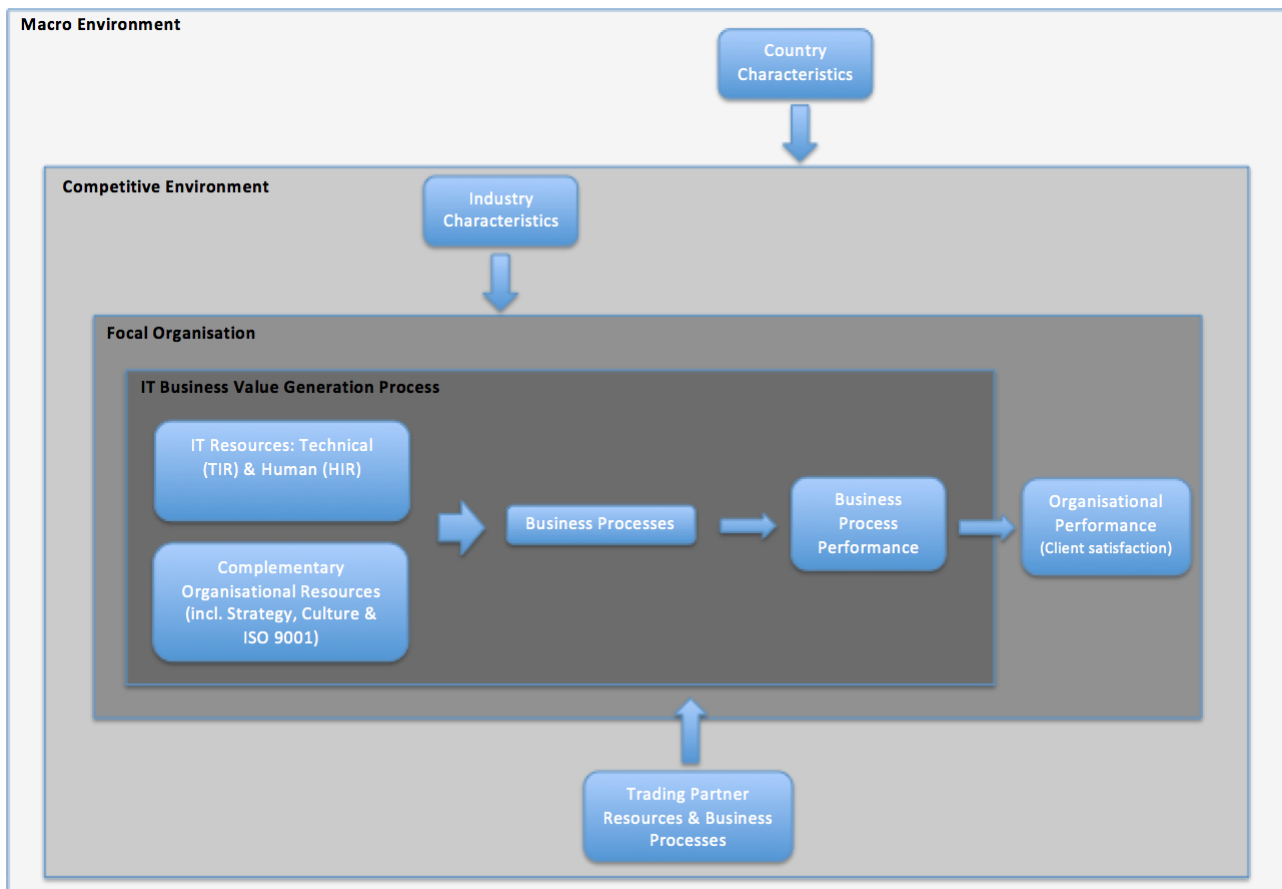 Macro Environment
Country
Characteristics
Competitive Environment
Industry
Characteristics
Focal Organisation
IT Business Value Generation Process
IT Resources: Technical
(TIR) & Human (HIR)
Complementary
Organisational Resources
(incl. Strategy, Culture &
ISO 9001)
Business Processes
Business
Process
Performance
Organisational
Performance
(Client satisfaction)
Trading Partner
Resources & Business
Processes